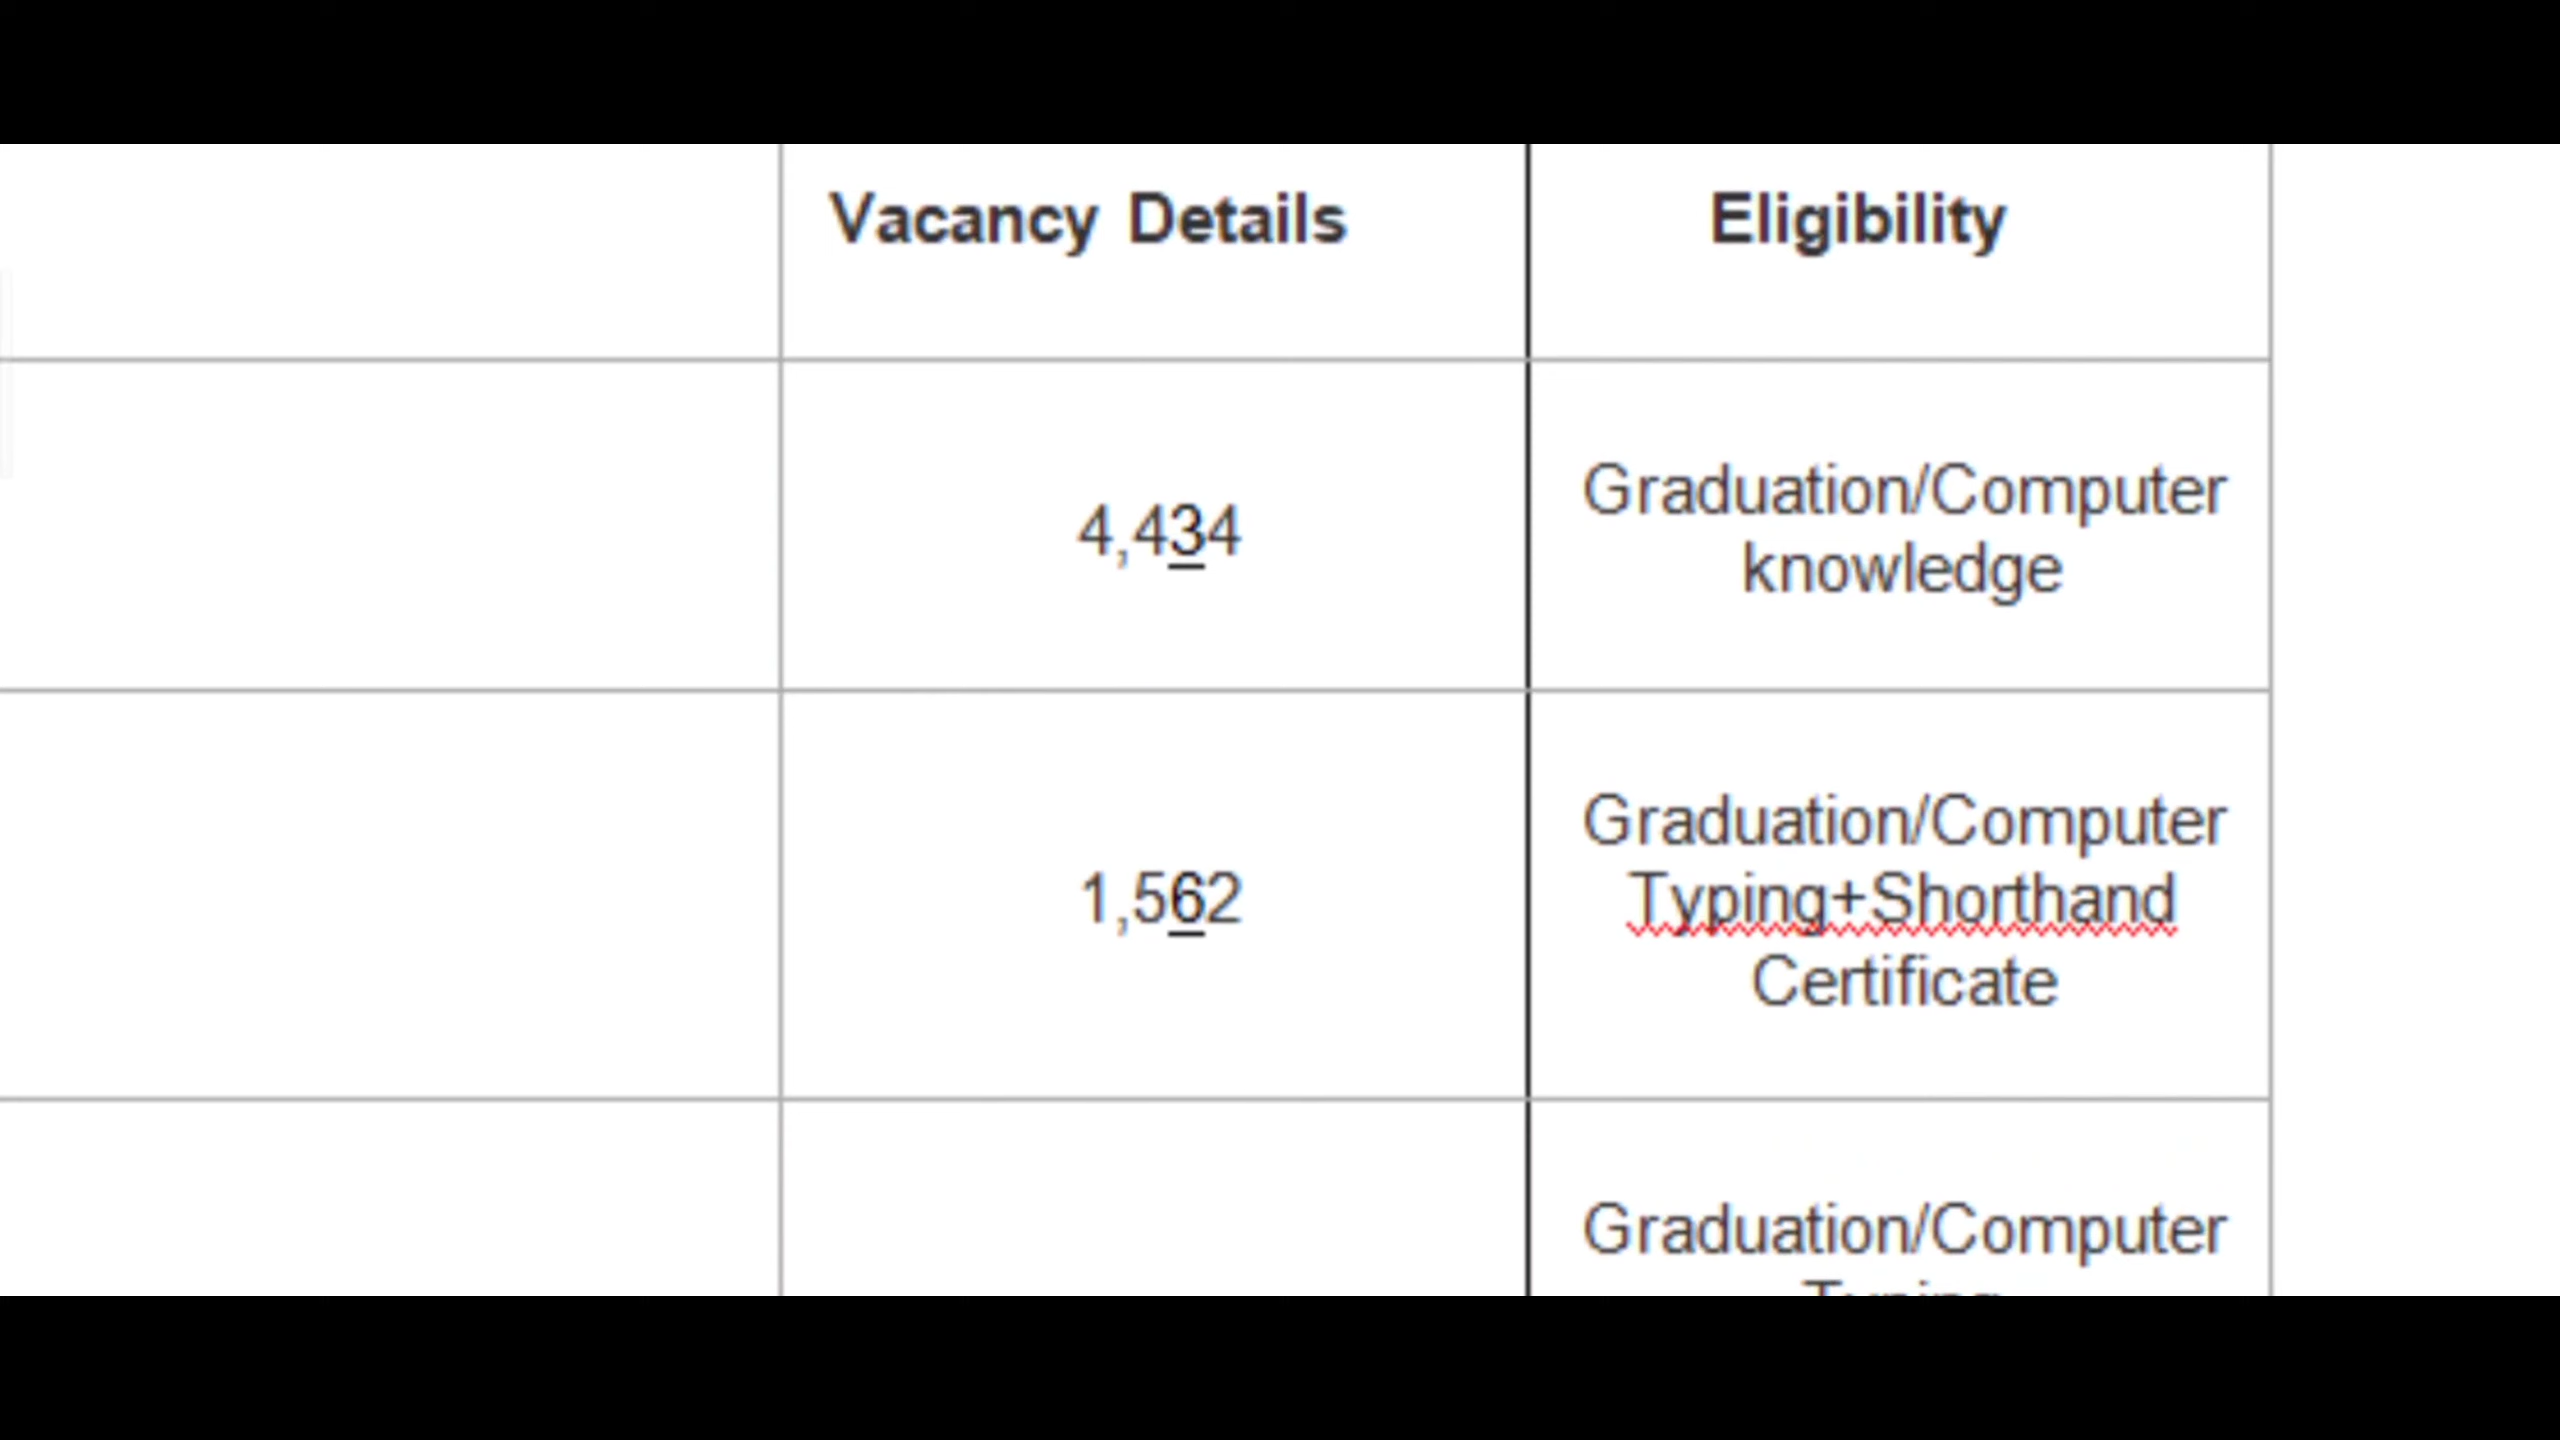 Vacancy Details
Eligibility
4,434
Graduation/Computer
knowledge
1,562
Graduation/Computer
Typing+Shorthand
Certificate
Graduation/Computer